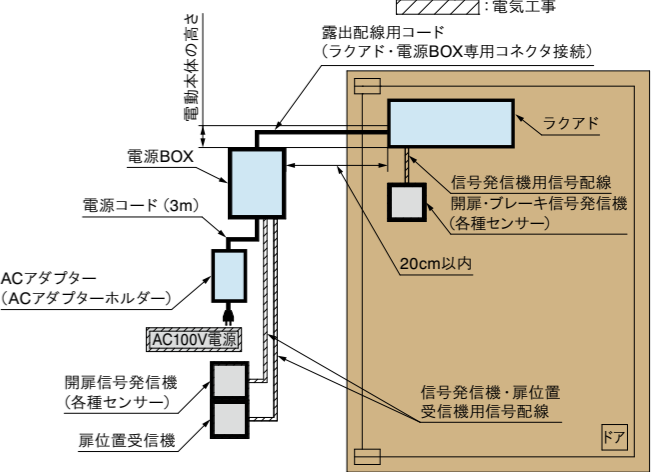 ：電気工事
露出配線用コード
（ラクアド・電源BOX専用コネクタ接続）
電動本体の高さ
ラクアド
電源BOX
信号発信機用信号配線
開扉・ブレーキ信号発信機
（各種センサー）
電源コード（3m）
20cm以内
ACアダプター
（ACアダプターホルダー）
AC100V電源
開扉信号発信機
（各種センサー）
信号発信機・扉位置
受信機用信号配線
扉位置受信機
ドア